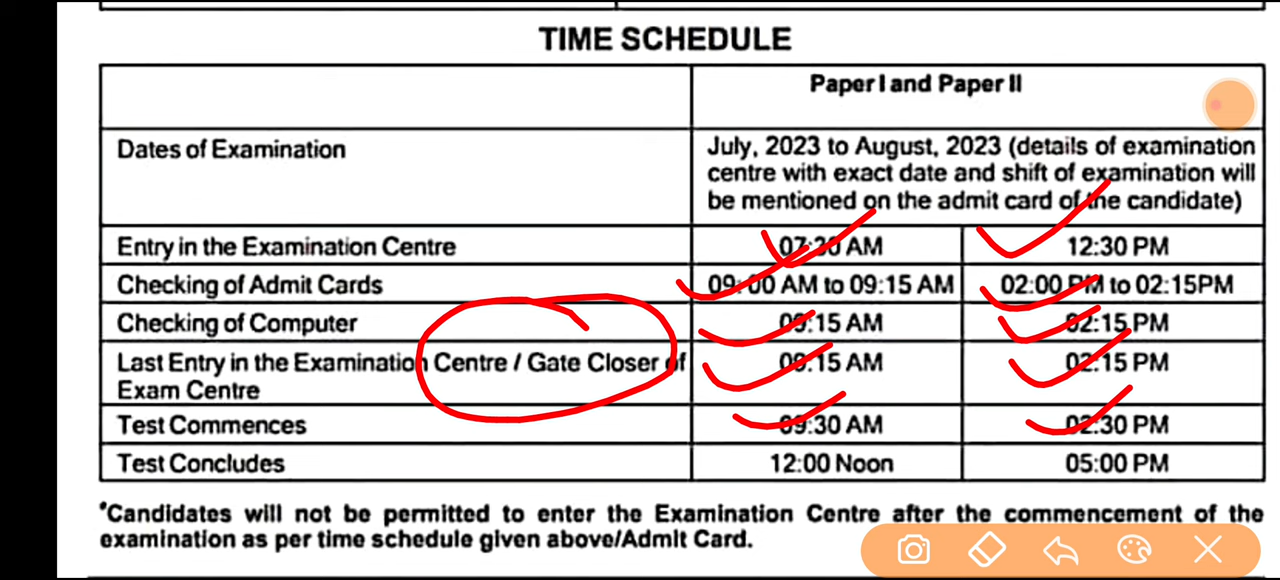 TIME SCHEDULE
Paper I and Paper II
Dates of Examination
July, 2023 to August, 2023 (details of examination
centre with exact date and shift of examination will
be mentioned on the admit card of the candidate)
Entry in the Examination Centre 07:30 AM 12:30 PM
Checking of Admit Cards 09:00 AM to 09:15 AM 02:00 PM to 02:15PM
Checking of Computer 09:15 AM 02:15 PM
Last Entry in the Examination Centre / Gate Closer of 09:15 AM 02:15 PM
Exam Centre
Test Commences 09:30 AM 02:30 PM
Test Concludes 12:00 Noon 05:00 PM
*Candidates will not be permitted to enter the Examination Centre after the commencement of the
examination as per time schedule given above/Admit Card.